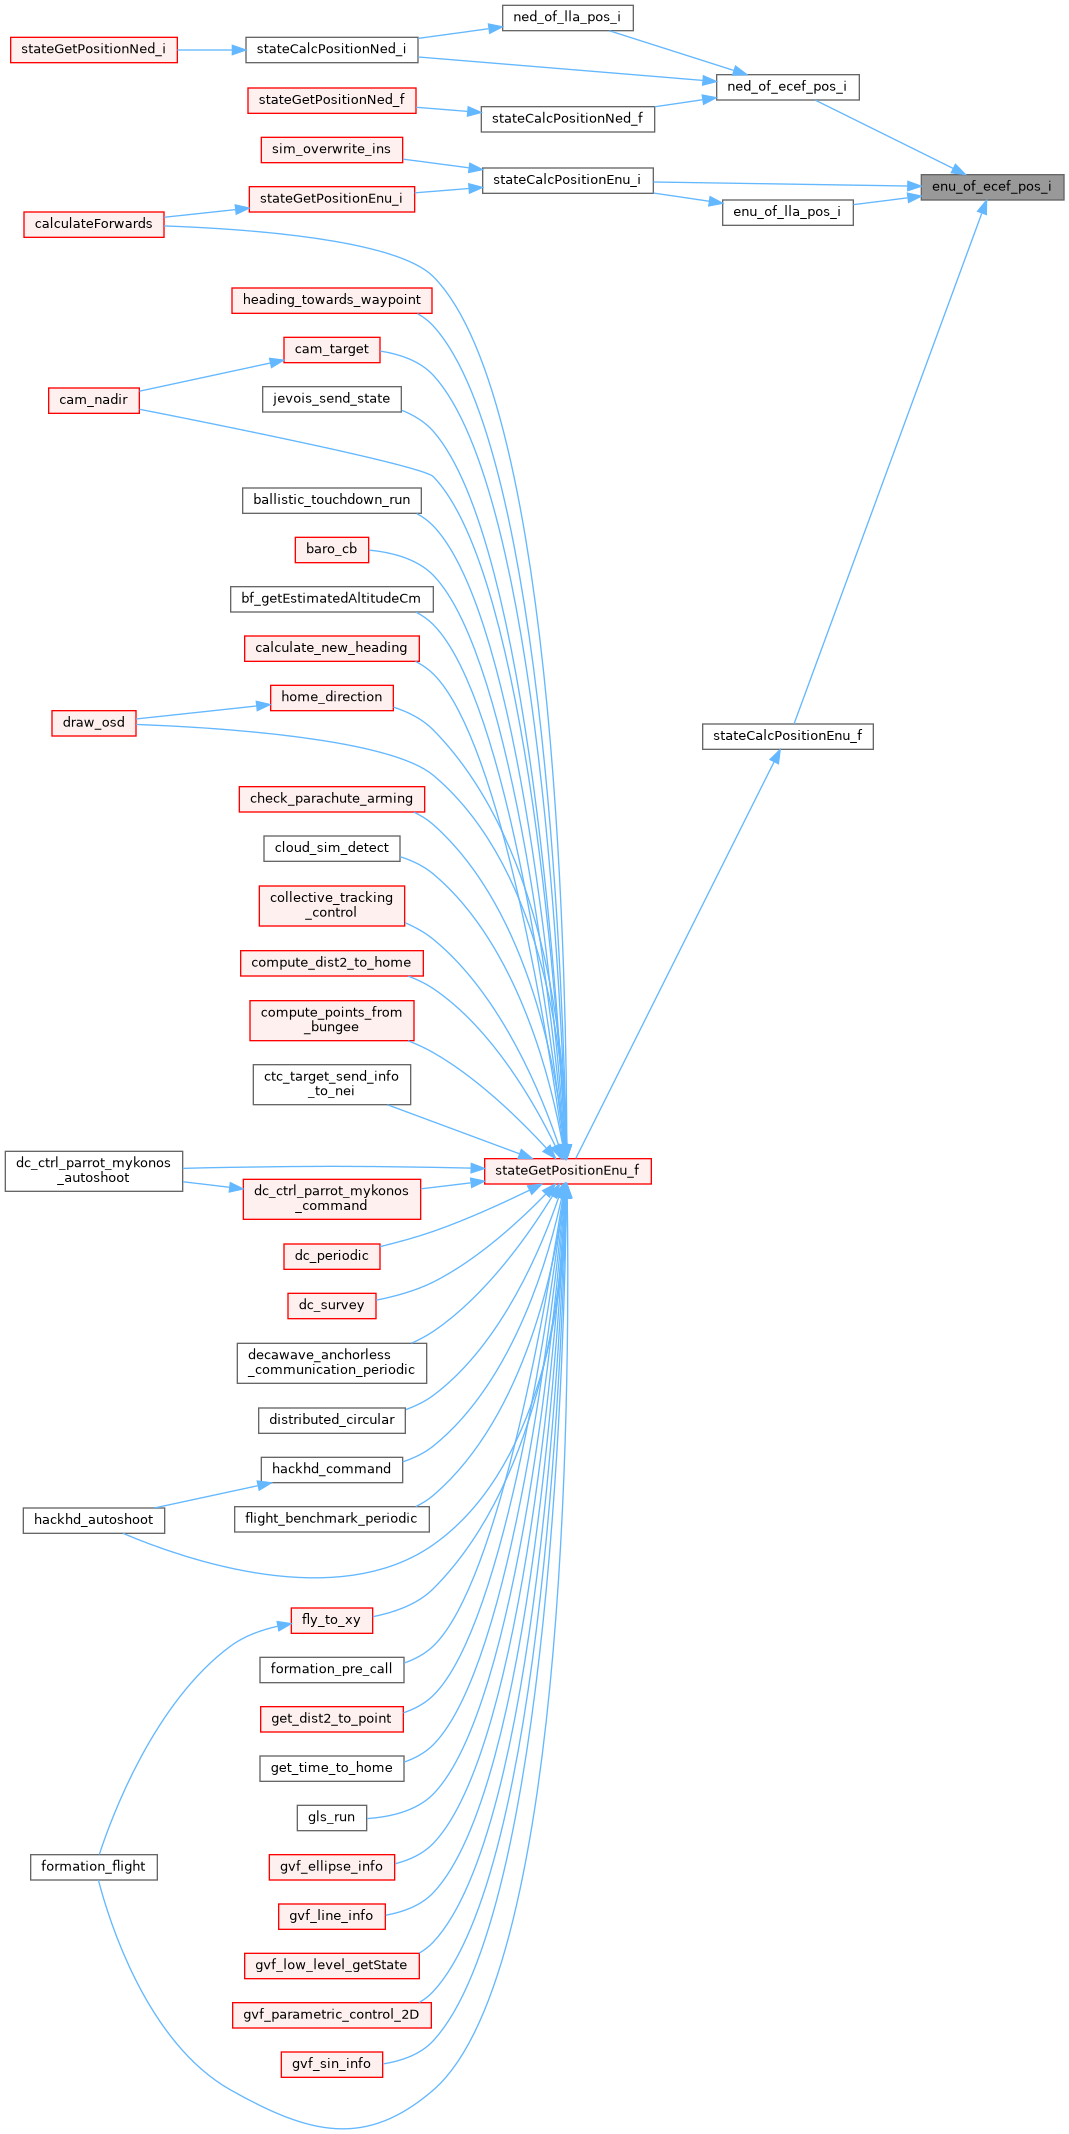 ned_of_lla_pos_i
stateGetPositionNed_i
stateCalcPositionNed_i
ned_of_ecef_pos_i
stateGetPositionNed_f
stateCalcPositionNed_f
sim_overwrite_ins
stateCalcPositionEnu_i
enu_of_ecef_pos_i
stateGetPositionEnu_i
enu_of_lla_pos_i
calculateForwards
heading_towards_waypoint
cam_target
cam_nadir
jevois_send_state
ballistic_touchdown_run
baro_cb
bf_getEstimatedAltitudeCm
calculate_new_heading
home_direction
draw_osd
stateCalcPositionEnu_f
check_parachute_arming
cloud_sim_detect
collective_tracking
_control
compute_dist2_to_home
compute_points_from
_bungee
ctc_target_send_info
_to_nei
dc_ctrl_parrot_mykonos
_autoshoot
stateGetPositionEnu_f
dc_ctrl_parrot_mykonos
_command
dc_periodic
dc_survey
decawave_anchorless
_communication_periodic
distributed_circular
hackhd_command
hackhd_autoshoot
flight_benchmark_periodic
fly_to_xy
formation_pre_call
get_dist2_to_point
get_time_to_home
gls_run
formation_flight
gvf_ellipse_info
gvf_line_info
gvf_low_level_getState
gvf_parametric_control_2D
gvf_sin_info